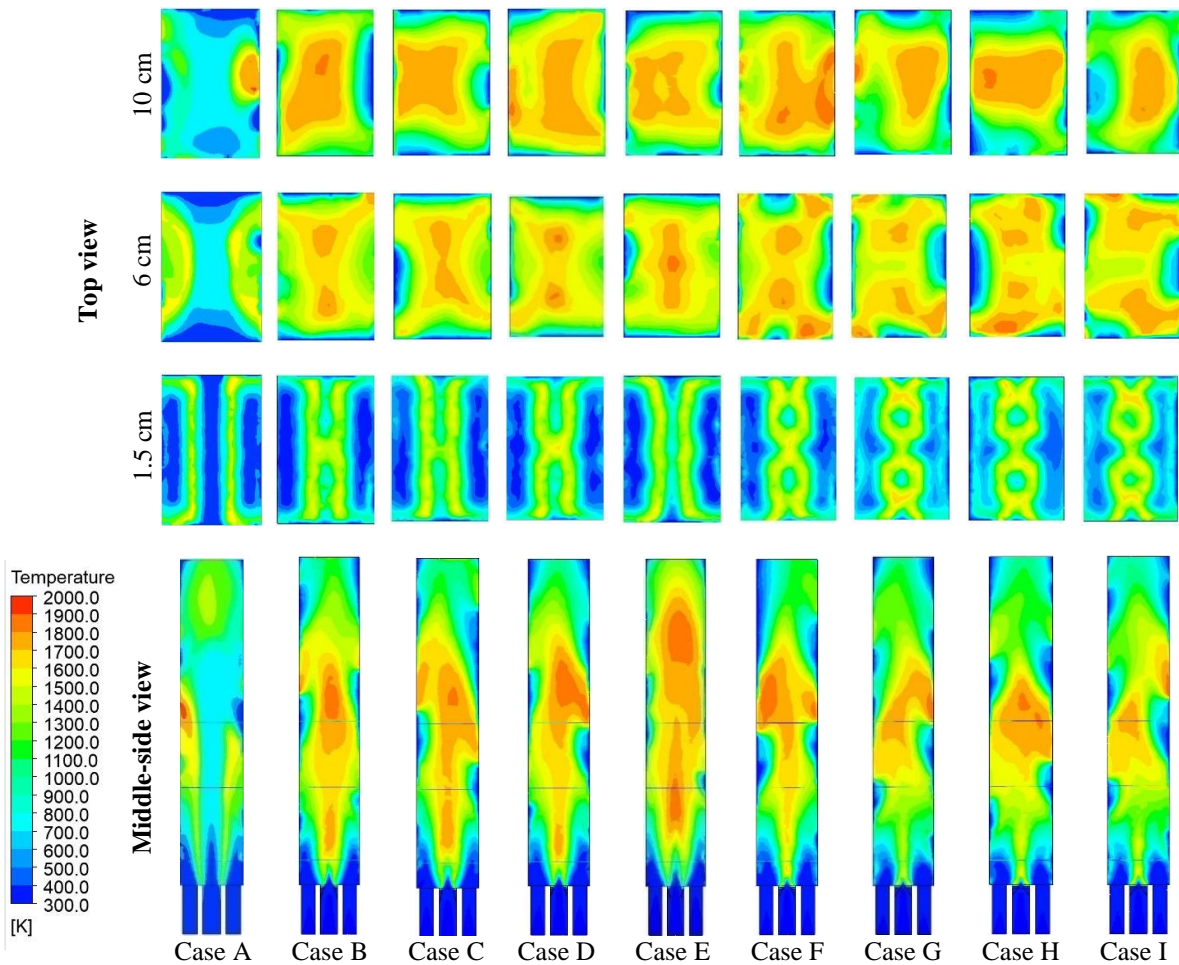 10 cm
Top view
6 cm
1.5 cm
Temperature
2000.0
1900.0
1800.0
1700.0
1600.0
1500.0
1400.0
1300.0
1200.0
1100.0
1000.0
900.0
800.0
700.0
600.0
500.0
400.0
300.0
[K]
Middle-side view
Case A Case B Case C Case D Case E Case F Case G Case H Case I